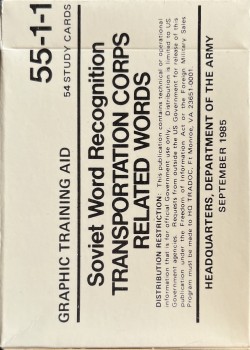 GRAPHIC TRAINING AID
55-1-1
54 STUDY CARDS
Soviet Word Recognition
TRANSPORTATION CORPS
RELATED WORDS
DISTRIBUTION RESTRICTION: This publication contains technical or operational
information that is for official Government use only. Distribution is limited to US
Government agencies. Requests from outside the US Government for release of this
publication under the Freedom of Information Act or the Foreign Military Sales
Program must be made to HQ TRADOC, Ft Monroe, VA 23651-0001.
HEADQUARTERS, DEPARTMENT OF THE ARMY
SEPTEMBER 1985